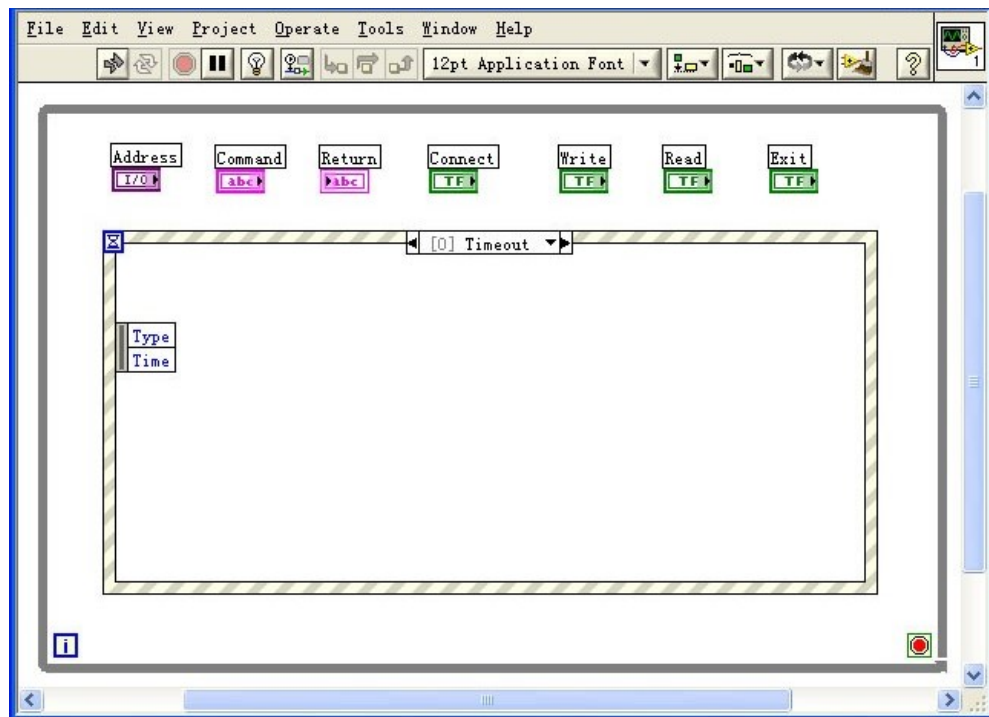 File Edit View Project Operate Tools Window Help
12pt Application Font
1
Address Command Return Connect Write Read Exit
I/O abc abc TF TF TF TF
[0] Timeout
Type
Time
i